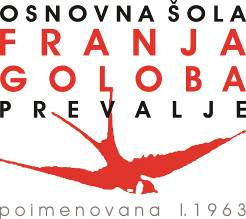 OSNOVNA ŠOLA
FRANJA
GOLOBA
PREVALJE
poimenovana l. 1963